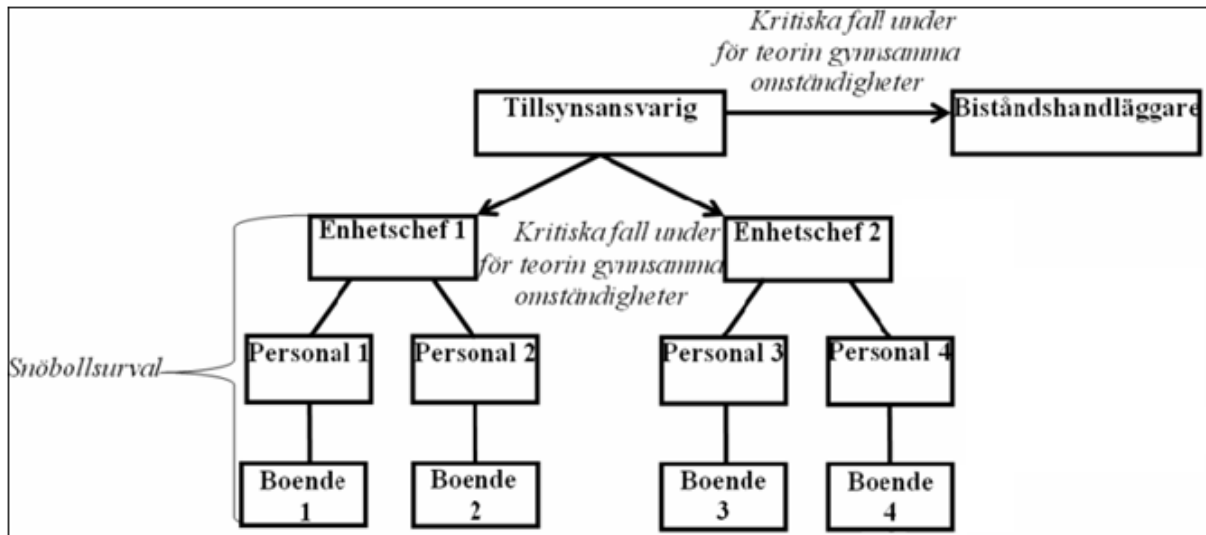 Kritiska fall under
för teorin gynnsamma
omständigheter
Tillsynsansvarig
Biståndshandläggare
Enhetschef 1
Kritiska fall under
för teorin gynnsamma
omständigheter
Enhetschef 2
Snöbollsurval
Personal 1
Personal 2
Personal 3
Personal 4
Boende
1
Boende
2
Boende
3
Boende
4